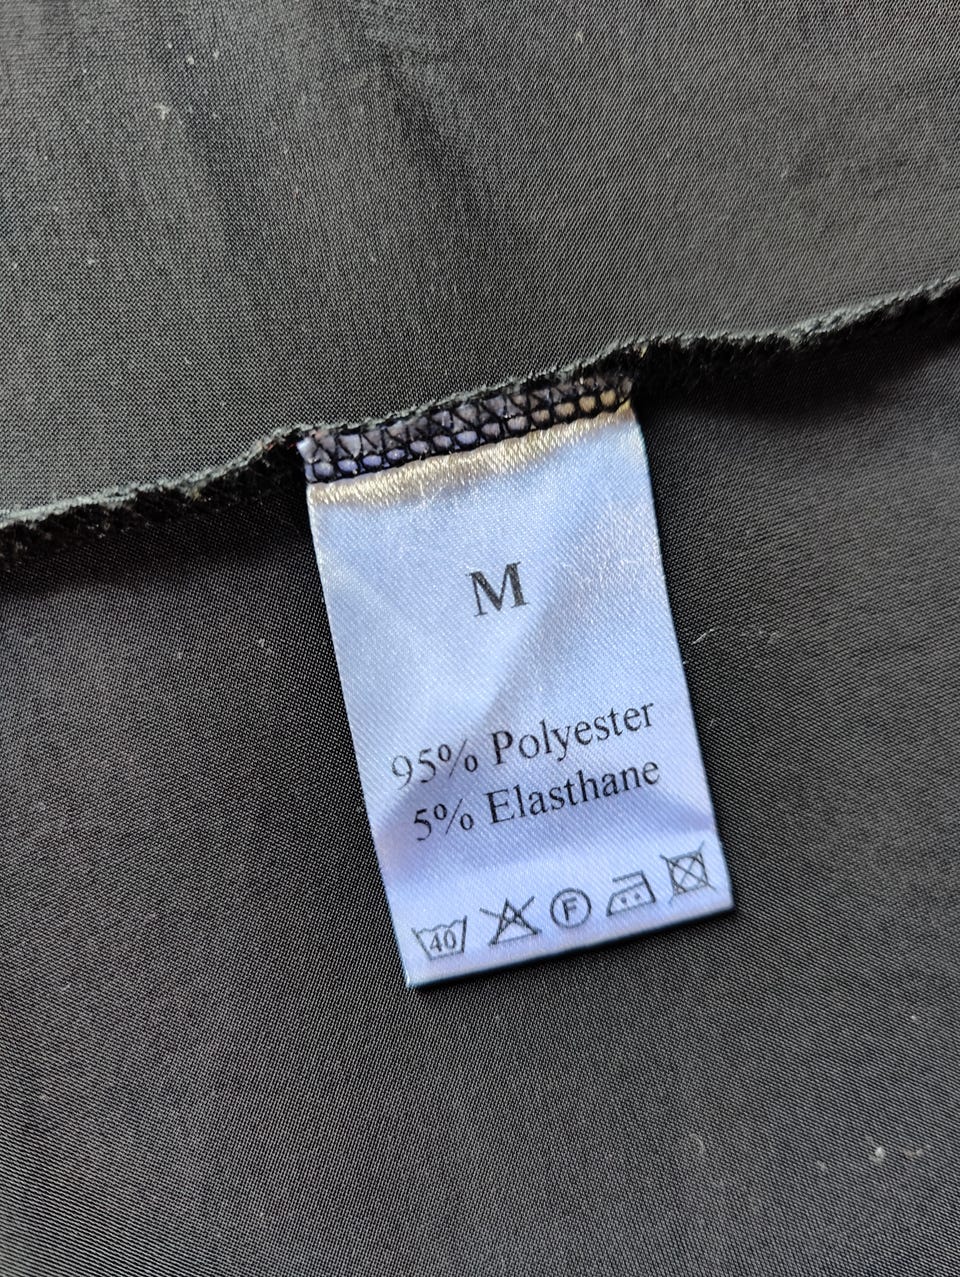 M
95% Polyester
5% Elasthane
40 A F